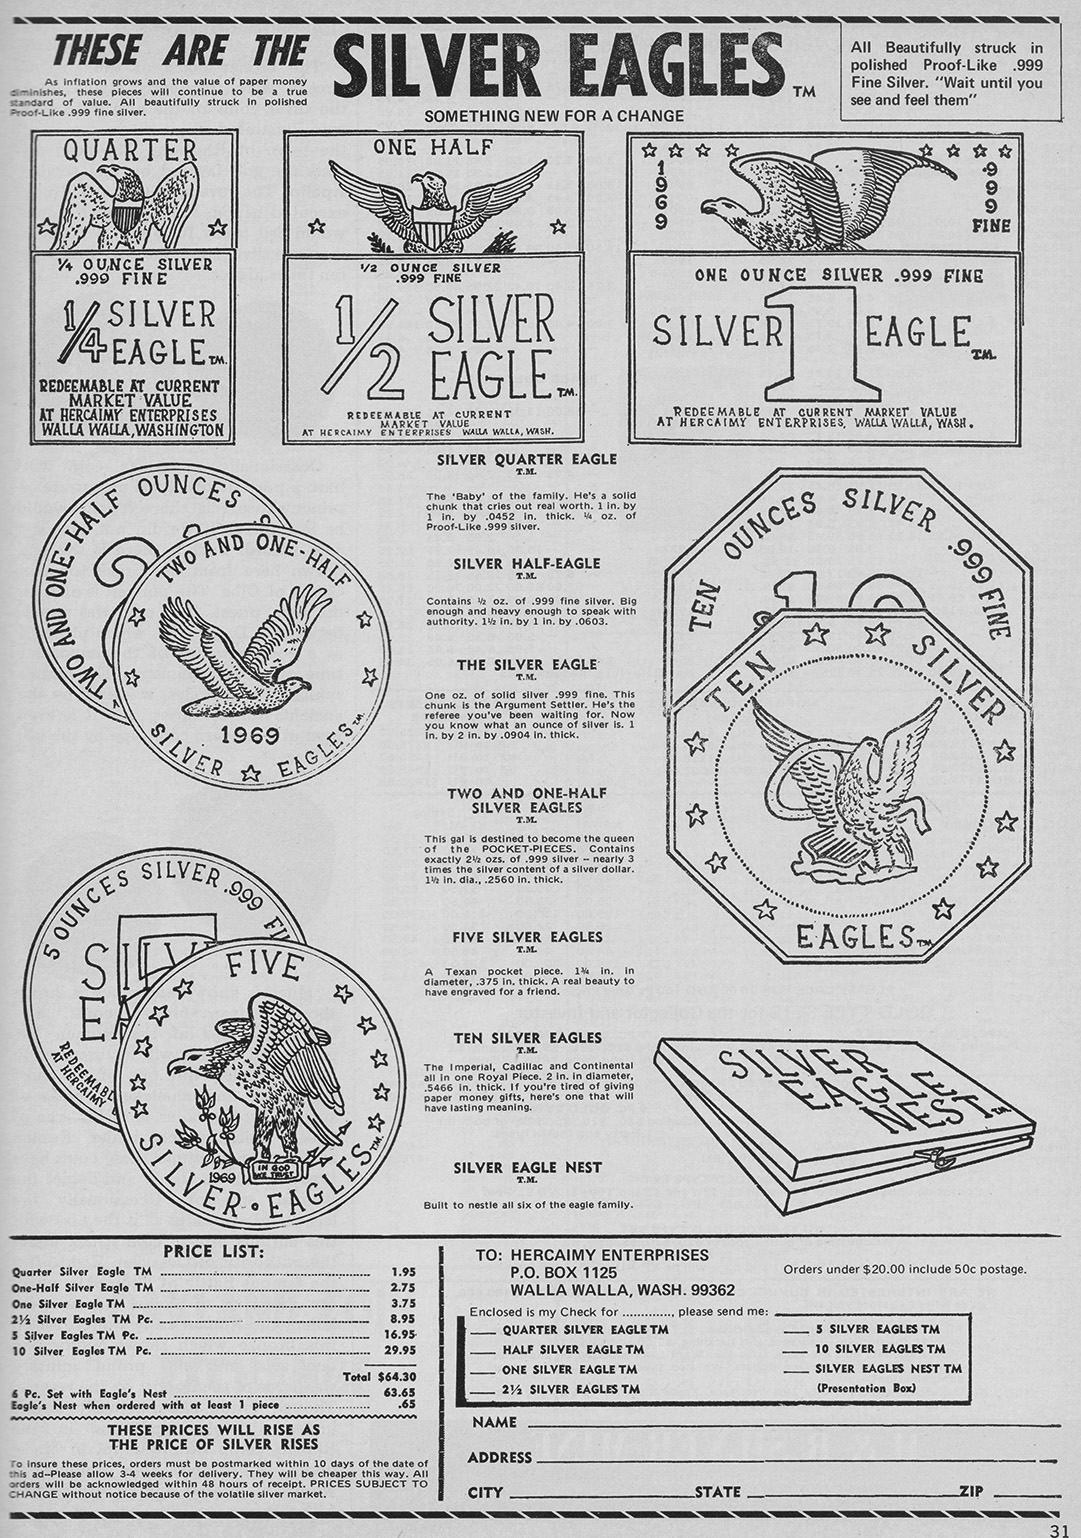 THESE ARE THE SILVER EAGLES TM
As inflation grows and the value of paper money
diminishes, these pieces will continue to be a true
standard of value. All beautifully struck in polished
Proof-Like .999 fine silver.
SOMETHING NEW FOR A CHANGE
All Beautifully struck in
polished Proof-Like .999
Fine Silver. "Wait until you
see and feel them"
QUARTER
1/4 OUNCE SILVER
.999 FINE
1/4 SILVER
EAGLE T.M.
REDEEMABLE AT CURRENT
MARKET VALUE
AT HERCAIMY ENTERPRISES
WALLA WALLA, WASHINGTON
ONE HALF
1/2 OUNCE SILVER
.999 FINE
1/2 SILVER
EAGLE T.M.
REDEEMABLE AT CURRENT
MARKET VALUE
AT HERCAIMY ENTERPRISES WALLA WALLA, WASH.
1969
.999
FINE
ONE OUNCE SILVER .999 FINE
SILVER 1 EAGLE T.M.
REDEEMABLE AT CURRENT MARKET VALUE
AT HERCAIMY ENTERPRISES, WALLA WALLA, WASH.
TWO AND ONE-HALF OUNCES
TWO AND ONE-HALF
1969
SILVER EAGLES T.M.
5 OUNCES SILVER .999 FI
SILV
E
REDEEMABLE
AT HERCAIMY
FIVE
IN GOD
WE TRUST
1969
SILVER • EAGLES T.M.
SILVER QUARTER EAGLE
T.M.
The 'Baby' of the family. He's a solid
chunk that cries out real worth. 1 in. by
1 in. by .0452 in. thick. ¼ oz. of
Proof-Like .999 silver.
SILVER HALF-EAGLE
T.M.
Contains ½ oz. of .999 fine silver. Big
enough and heavy enough to speak with
authority. 1½ in. by 1 in. by .0603.
THE SILVER EAGLE
T.M.
One oz. of solid silver .999 fine. This
chunk is the Argument Settler. He's the
referee you've been waiting for. Now
you know what an ounce of silver is. 1
in. by 2 in. by .0904 in. thick.
TWO AND ONE-HALF
SILVER EAGLES
T.M.
This gal is destined to become the queen
of the POCKET-PIECES. Contains
exactly 2½ ozs. of .999 silver – nearly 3
times the silver content of a silver dollar.
1½ in. dia., .2560 in. thick.
FIVE SILVER EAGLES
T.M.
A Texan pocket piece. 1¾ in. in
diameter, .375 in. thick. A real beauty to
have engraved for a friend.
TEN SILVER EAGLES
T.M.
The Imperial, Cadillac and Continental
all in one Royal Piece. 2 in. in diameter,
.5466 in. thick. If you're tired of giving
paper money gifts, here's one that will
have lasting meaning.
SILVER EAGLE NEST
T.M.
Built to nestle all six of the eagle family.
TEN OUNCES SILVER .999 FINE
10
TEN SILVER
EAGLES T.M.
SILVER
EAGLE
NEST
PRICE LIST:
Quarter Silver Eagle TM 1.95
One-Half Silver Eagle TM 2.75
One Silver Eagle TM 3.75
2½ Silver Eagles TM Pc. 8.95
5 Silver Eagles TM Pc. 16.95
10 Silver Eagles TM Pc. 29.95
Total $64.30
6 Pc. Set with Eagle's Nest 63.65
Eagle's Nest when ordered with at least 1 piece .65
THESE PRICES WILL RISE AS
THE PRICE OF SILVER RISES
To insure these prices, orders must be postmarked within 10 days of the date of
this ad–Please allow 3-4 weeks for delivery. They will be cheaper this way. All
orders will be acknowledged within 48 hours of receipt. PRICES SUBJECT TO
CHANGE without notice because of the volatile silver market.
TO: HERCAIMY ENTERPRISES
P.O. BOX 1125
WALLA WALLA, WASH. 99362
Orders under $20.00 include 50c postage.
Enclosed is my Check for ............., please send me:
QUARTER SILVER EAGLE TM
HALF SILVER EAGLE TM
ONE SILVER EAGLE TM
2½ SILVER EAGLES TM
5 SILVER EAGLES TM
10 SILVER EAGLES TM
SILVER EAGLES NEST TM
(Presentation Box)
NAME
ADDRESS
CITY STATE ZIP
31